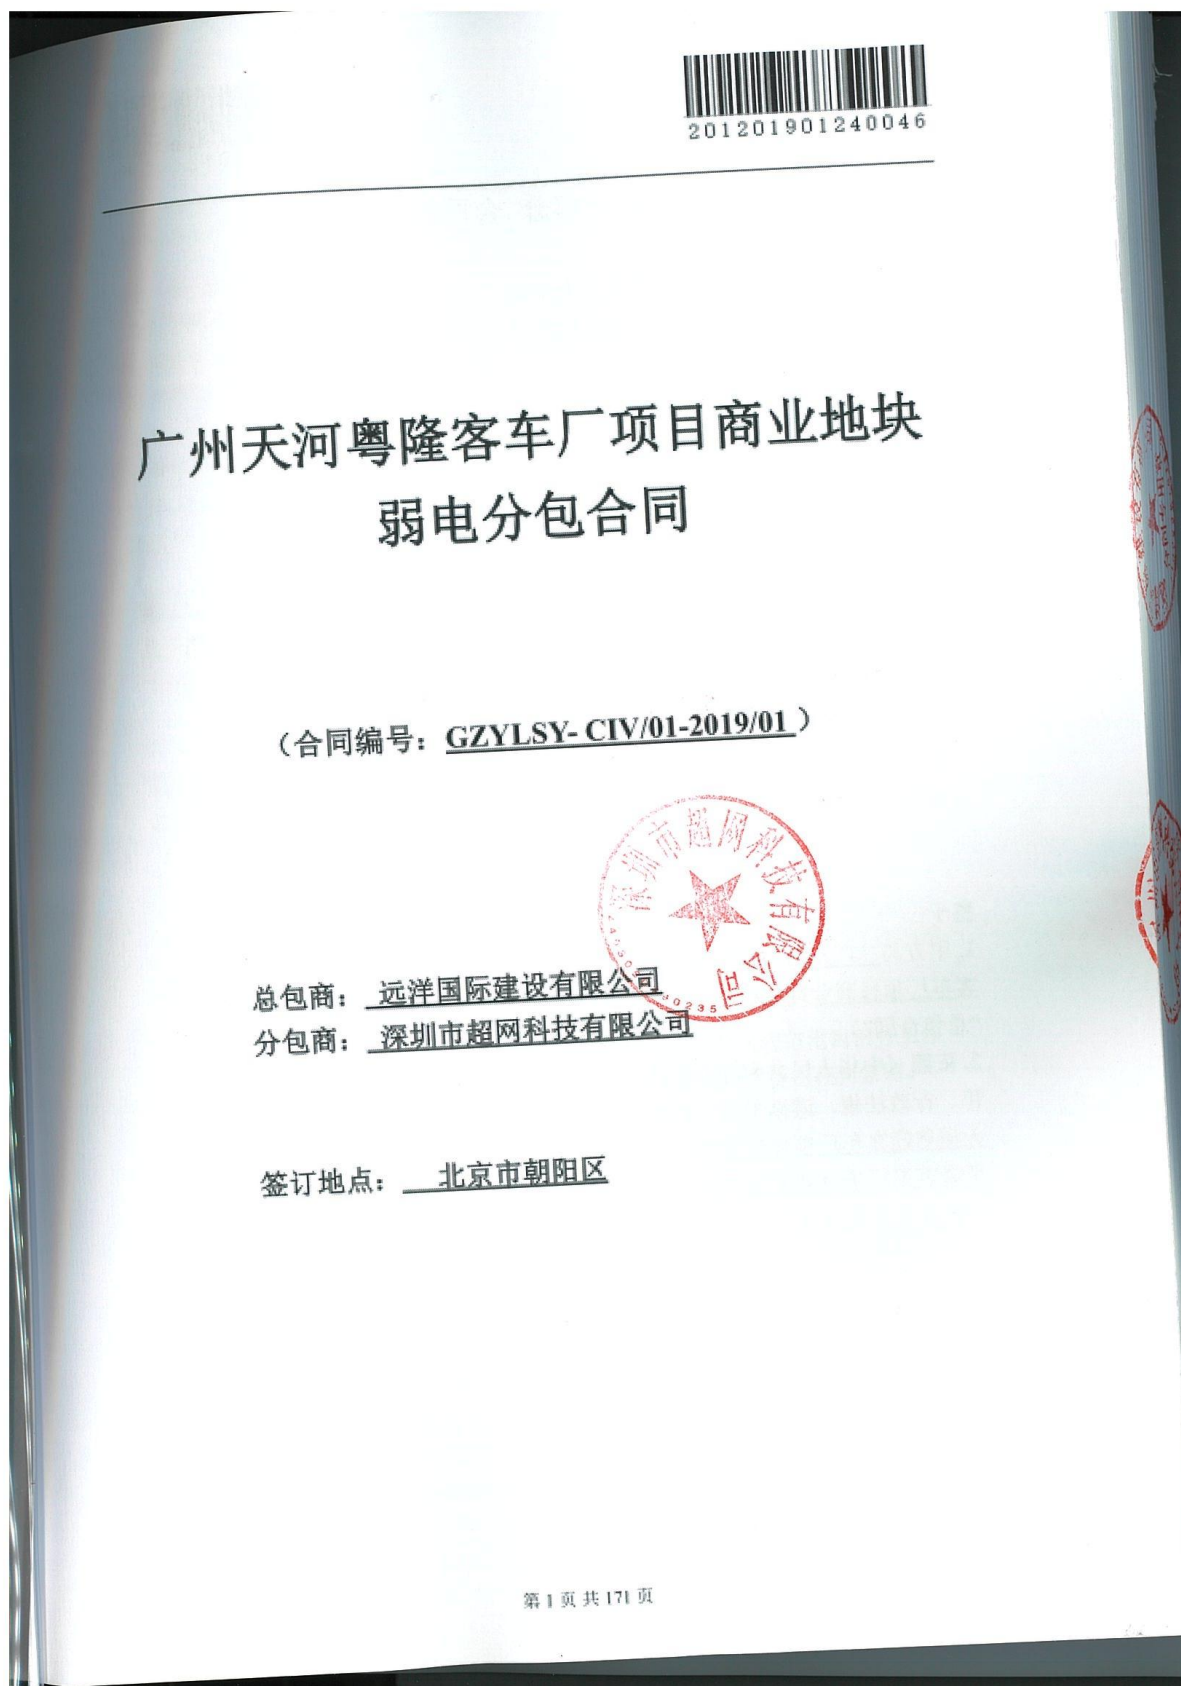 201201901240046
广州天河粤隆客车厂项目商业地块
弱电分包合同
（合同编号：GZYLSY- CIV/01-2019/01）
深圳市超网科技有限公司
总包商：远洋国际建设有限公司
分包商：深圳市超网科技有限公司
签订地点：北京市朝阳区
第 1 页 共 171 页